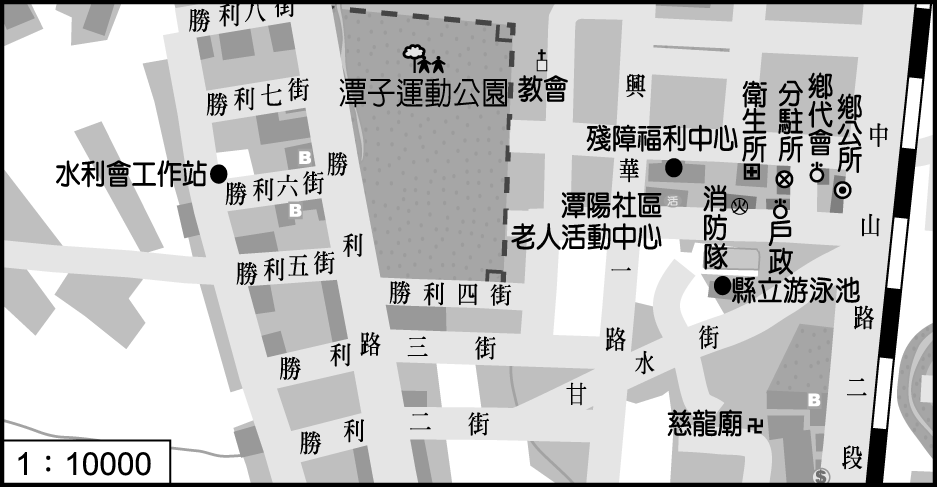 勝利八街
潭子運動公園
教會
興華一路
勝利七街
殘障福利中心
衛生所
分駐所
鄉代會
鄉公所
中山路二段
水利會工作站
勝利六街
B
B
勝利路
潭陽社區
老人活動中心
活
消防隊
火
戶政
勝利五街
縣立游泳池
勝利四街
勝利三街
甘水街
勝利二街
B
慈龍廟
卍
$
1：10000